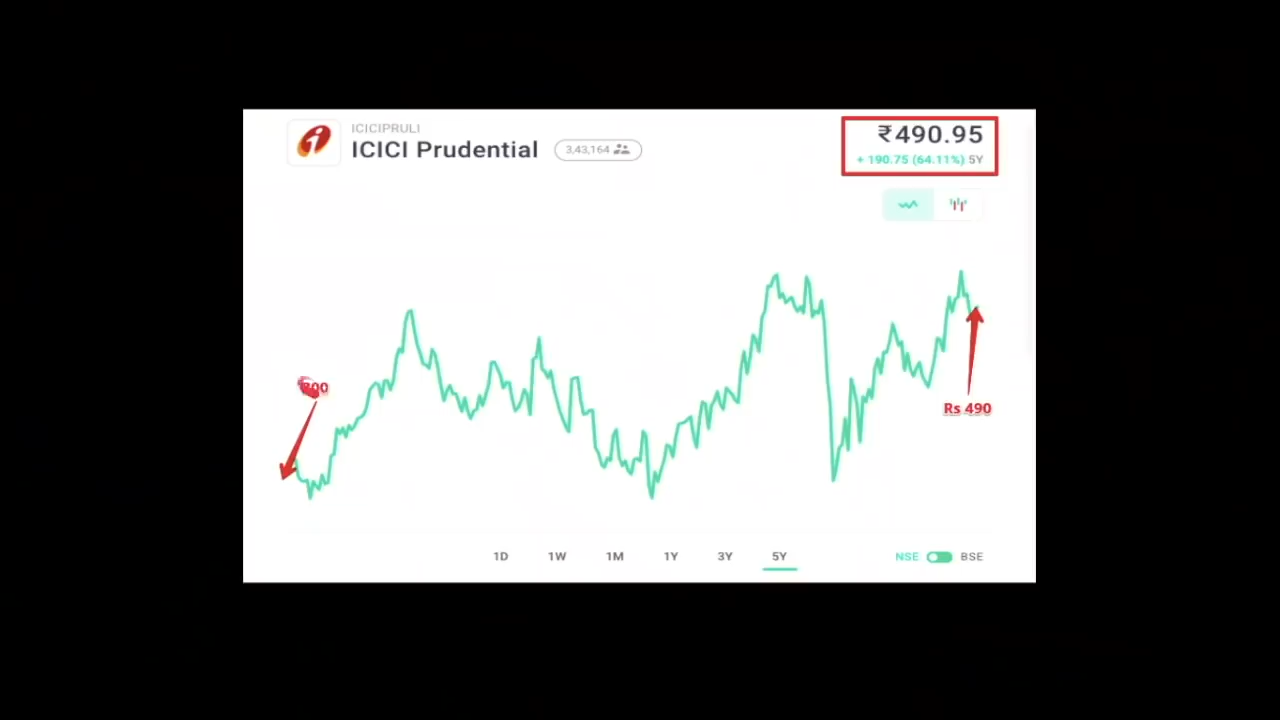 ICICIPRULI
ICICI Prudential
3,43,164
₹490.95
+ 190.75 (64.11%) 5Y
300
Rs 490
1D 1W 1M 1Y 3Y 5Y
NSE BSE